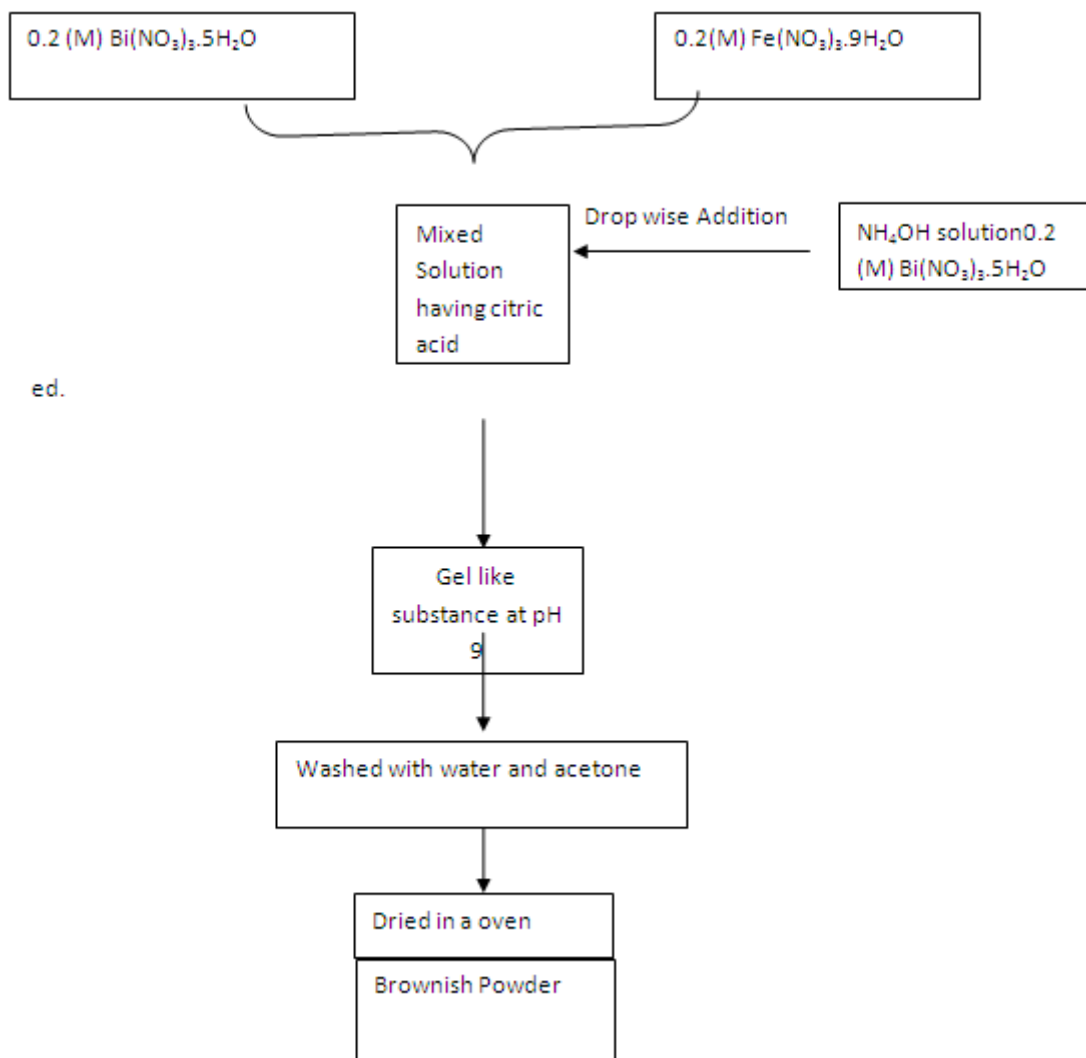 0.2 (M) Bi(NO₃)₃.5H₂O
0.2(M) Fe(NO₃)₃.9H₂O
Mixed
Solution
having citric
acid
Drop wise Addition
NH₄OH solution0.2
(M) Bi(NO₃)₃.5H₂O
ed.
Gel like
substance at pH
9
Washed with water and acetone
Dried in a oven
Brownish Powder